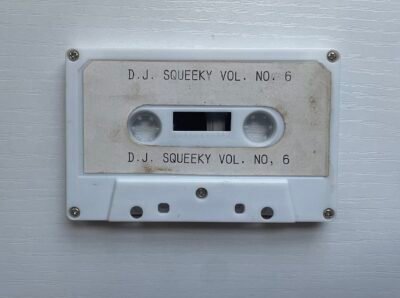 D.J. SQUEEKY VOL. NO. 6
D.J. SQUEEKY VOL. NO, 6